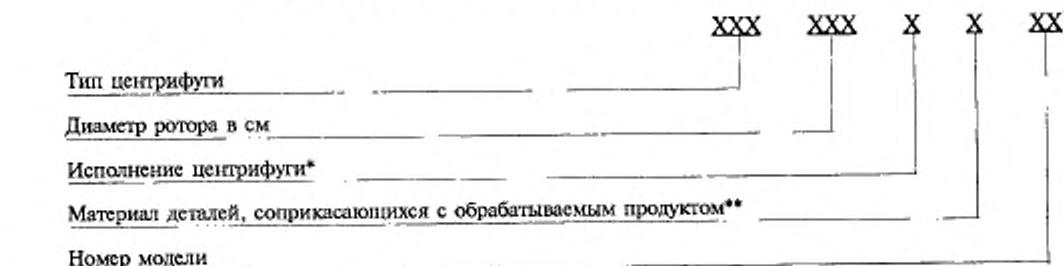 XXX XXX X X XX
Тип центрифуги
Диаметр ротора в см
Исполнение центрифуги*
Материал деталей, соприкасающихся с обрабатываемым продуктом**
Номер модели